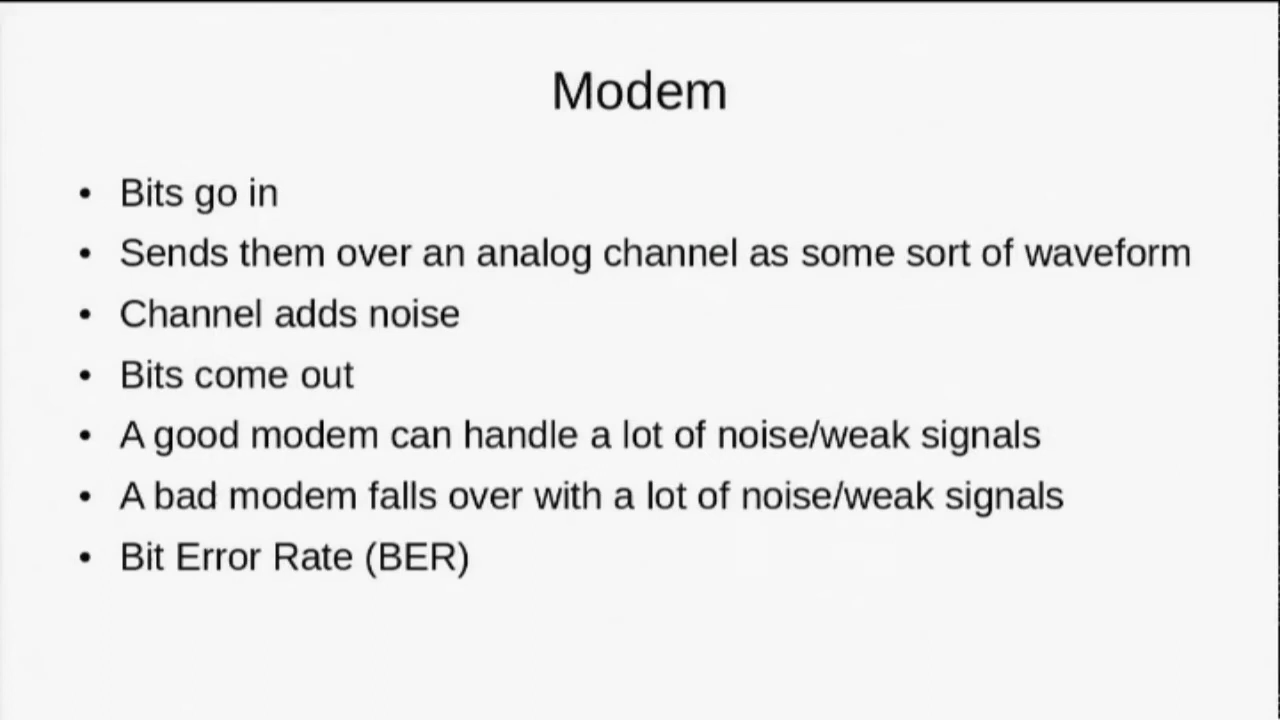 Modem
• Bits go in
• Sends them over an analog channel as some sort of waveform
• Channel adds noise
• Bits come out
• A good modem can handle a lot of noise/weak signals
• A bad modem falls over with a lot of noise/weak signals
• Bit Error Rate (BER)